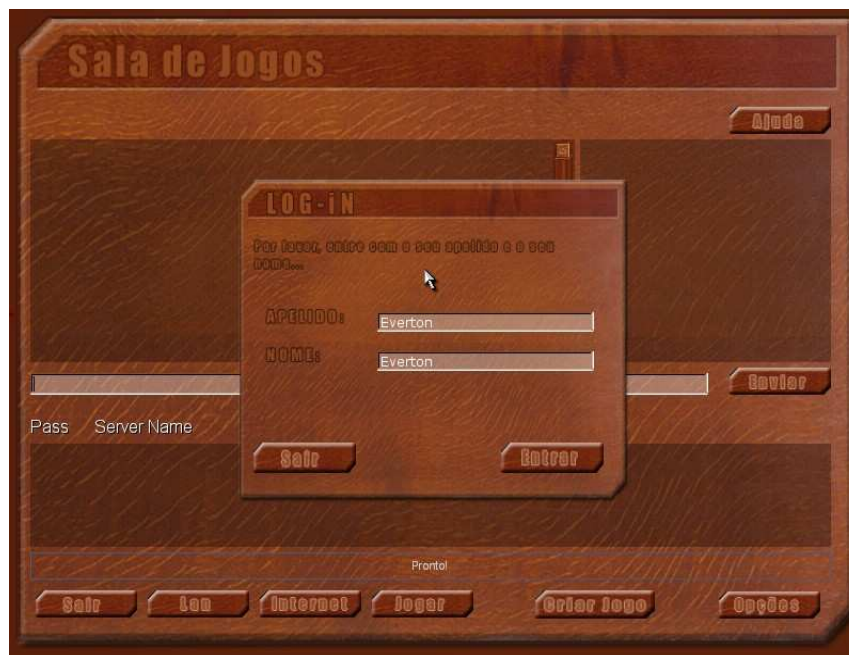 Sala de Jogos
Ajuda
LOG-iN
Por favor, entre com o seu apelido e o seu
nome...
APELIDO: Everton
NOME: Everton
Enviar
Pass Server Name
Sair Entrar
Pronto!
Sair Lan Internet Jogar Criar Jogo Opções